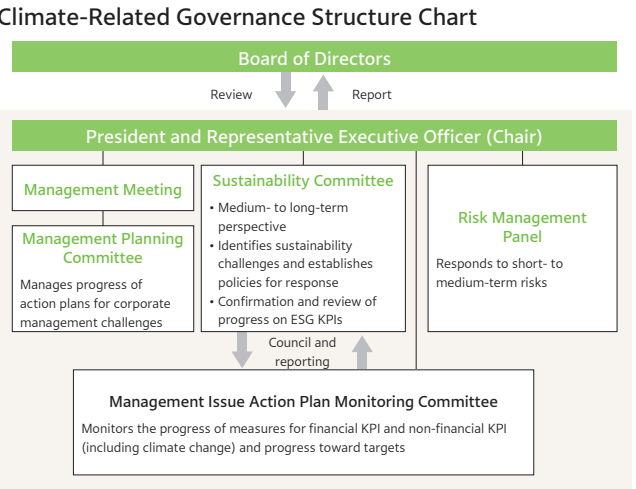 Climate-Related Governance Structure Chart
Board of Directors
Review
Report
President and Representative Executive Officer (Chair)
Management Meeting
Management Planning
Committee
Manages progress of
action plans for corporate
management challenges
Sustainability Committee
• Medium- to long-term
perspective
• Identifies sustainability
challenges and establishes
policies for response
• Confirmation and review of
progress on ESG KPIs
Risk Management
Panel
Responds to short- to
medium-term risks
Council and
reporting
Management Issue Action Plan Monitoring Committee
Monitors the progress of measures for financial KPI and non-financial KPI
(including climate change) and progress toward targets